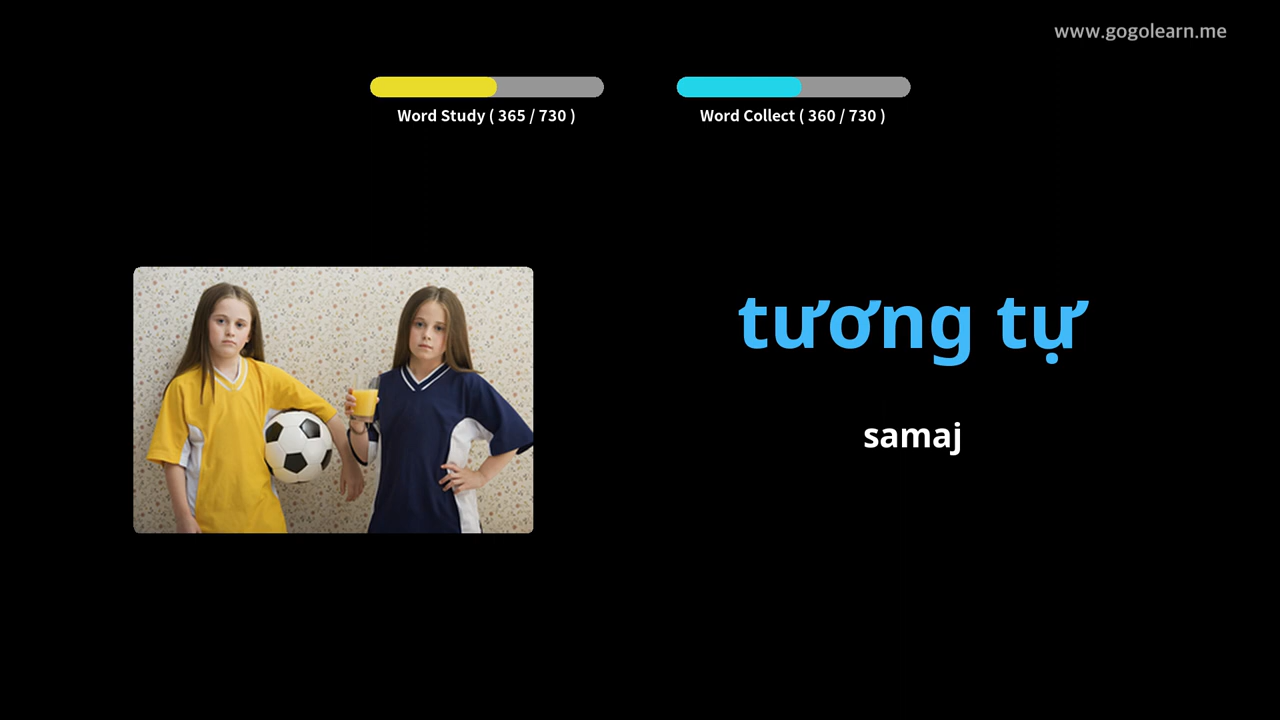 www.gogolearn.me
Word Study ( 365 / 730 )
Word Collect ( 360 / 730 )
tương tự
samaj